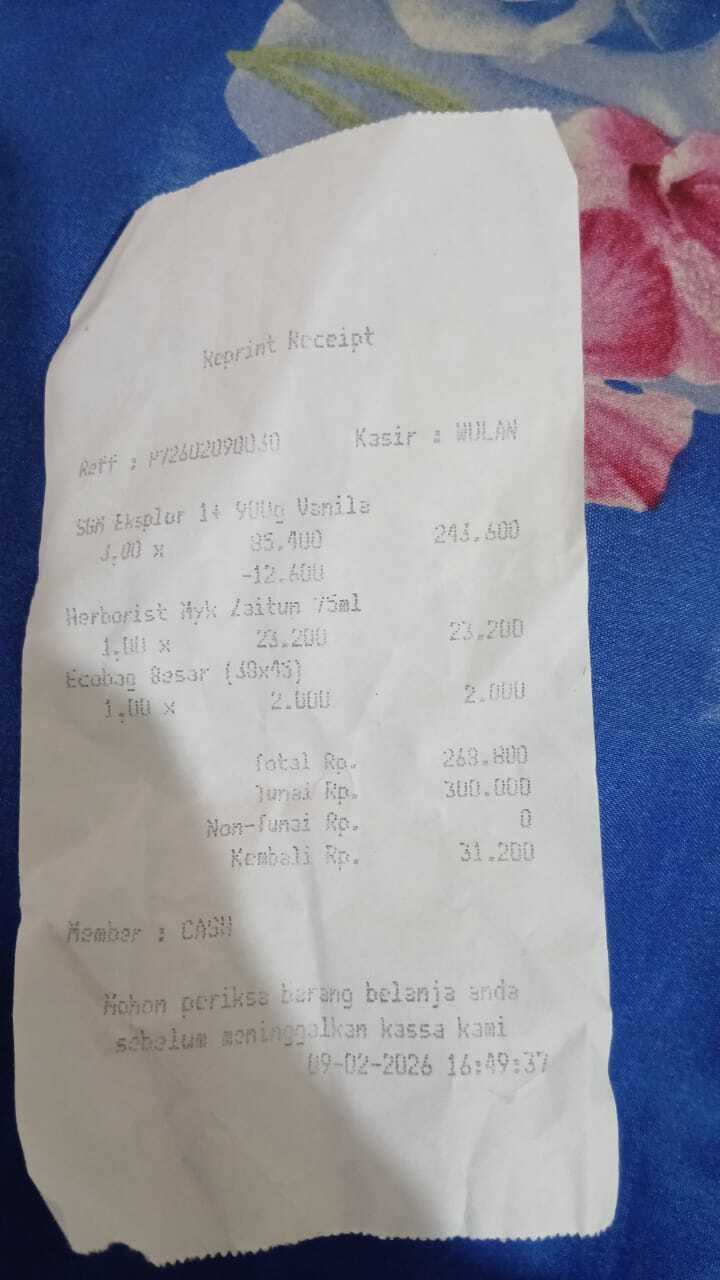 Reprint Receipt
Reff : Kasir : WULAN
SGM Eksplor 1+ 900g Vanila
3.00 x 85.400 243.600
-12.600
Herborist Myk Zaitun 75ml
1.00 x 23.200 23.200
Ecobag Besar (38x45)
1.00 x 2.000 2.000
Total Rp. 268.800
Tunai Rp. 300.000
Non-Tunai Rp. 0
Kembali Rp. 31.200
Member : CASH
Mohon periksa barang belanja anda
sebelum meninggalkan kassa kami
09-02-2026 16:49:37